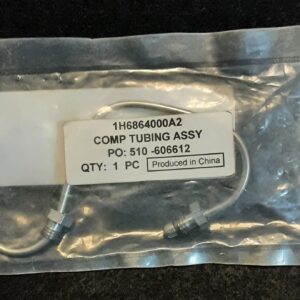 1H6864000A2
COMP TUBING ASSY
PO: 510 -606612
QTY: 1 PC Produced in China